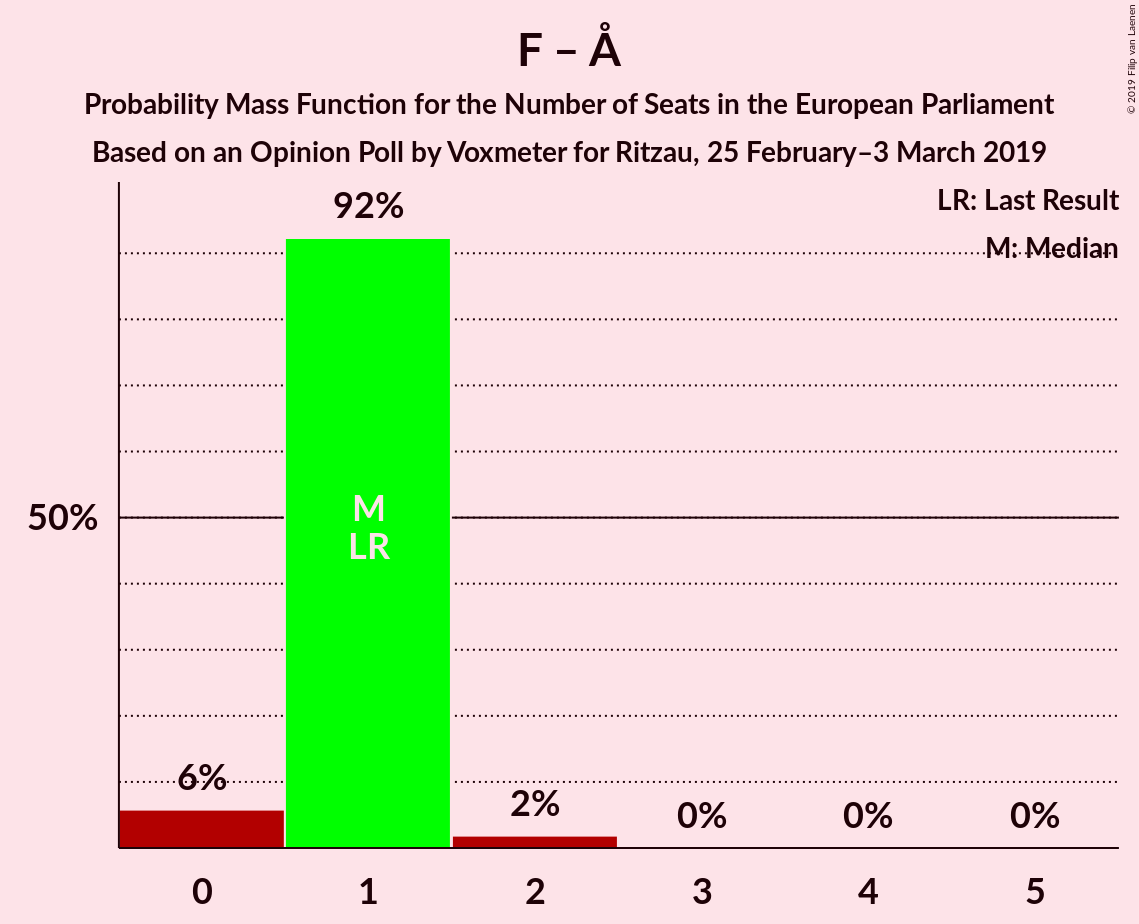 F – Å
Probability Mass Function for the Number of Seats in the European Parliament
Based on an Opinion Poll by Voxmeter for Ritzau, 25 February–3 March 2019
© 2019 Filip van Laenen
LR: Last Result
M: Median
92%
50%
M
LR
6%
2%
0%
0%
0%
0
1
2
3
4
5